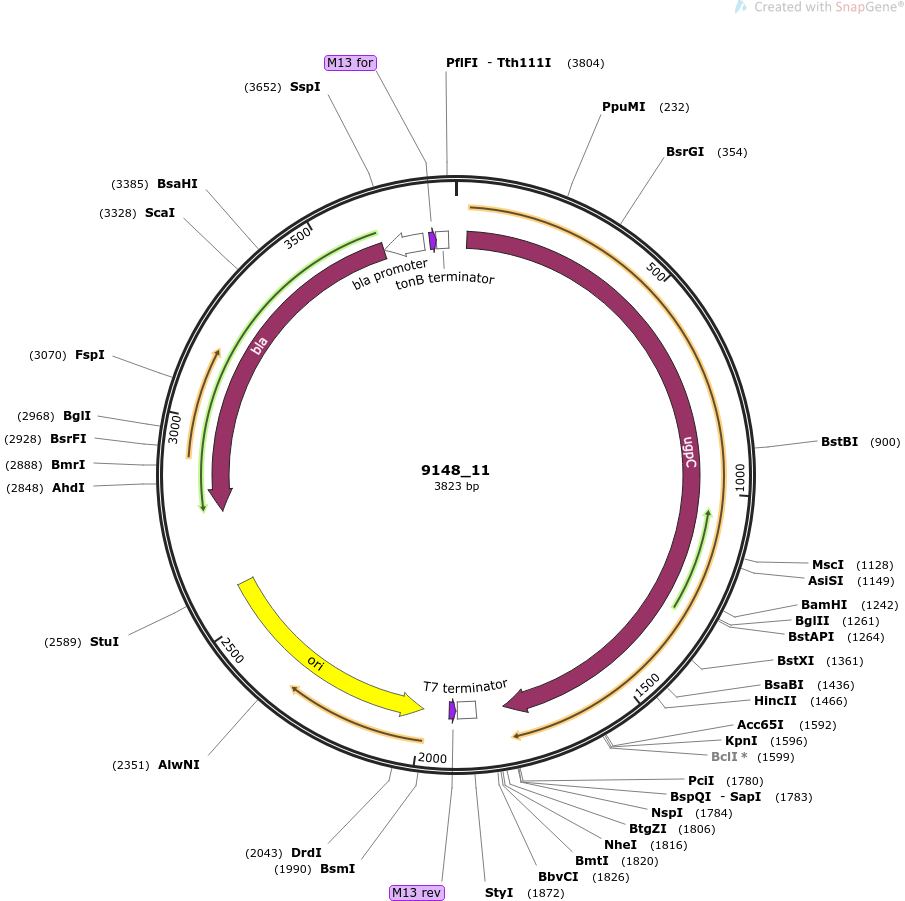 Created with SnapGene®
M13 for
PflFI - Tth111I (3804)
(3652) SspI
PpuMI (232)
BsrGI (354)
(3385) BsaHI
(3328) ScaI
3500
bla promoter
tonB terminator
500
bla
(3070) FspI
(2968) BglI
3000
(2928) BsrFI
(2888) BmrI
(2848) AhdI
ugpC
BstBI (900)
1000
9148_11
3823 bp
MscI (1128)
AsiSI (1149)
BamHI (1242)
BglII (1261)
BstAPI (1264)
(2589) StuI
2500
ori
BstXI (1361)
T7 terminator
1500
BsaBI (1436)
HincII (1466)
Acc65I (1592)
KpnI (1596)
BclI * (1599)
2000
(2351) AlwNI
PciI (1780)
BspQI - SapI (1783)
NspI (1784)
BtgZI (1806)
NheI (1816)
BmtI (1820)
BbvCI (1826)
(2043) DrdI
(1990) BsmI
M13 rev
StyI (1872)